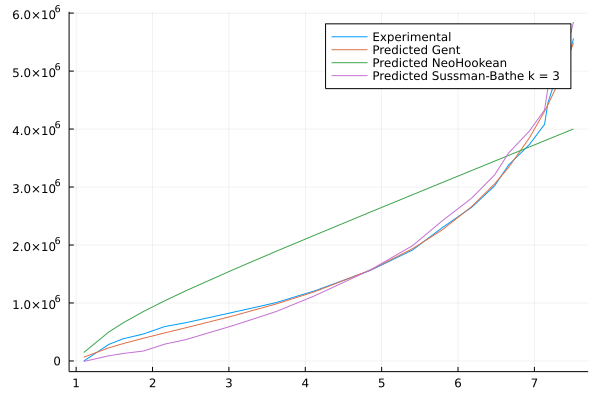 6.0×10⁶
Experimental
Predicted Gent
Predicted NeoHookean
Predicted Sussman-Bathe k = 3
5.0×10⁶
4.0×10⁶
3.0×10⁶
2.0×10⁶
1.0×10⁶
0
1 2 3 4 5 6 7